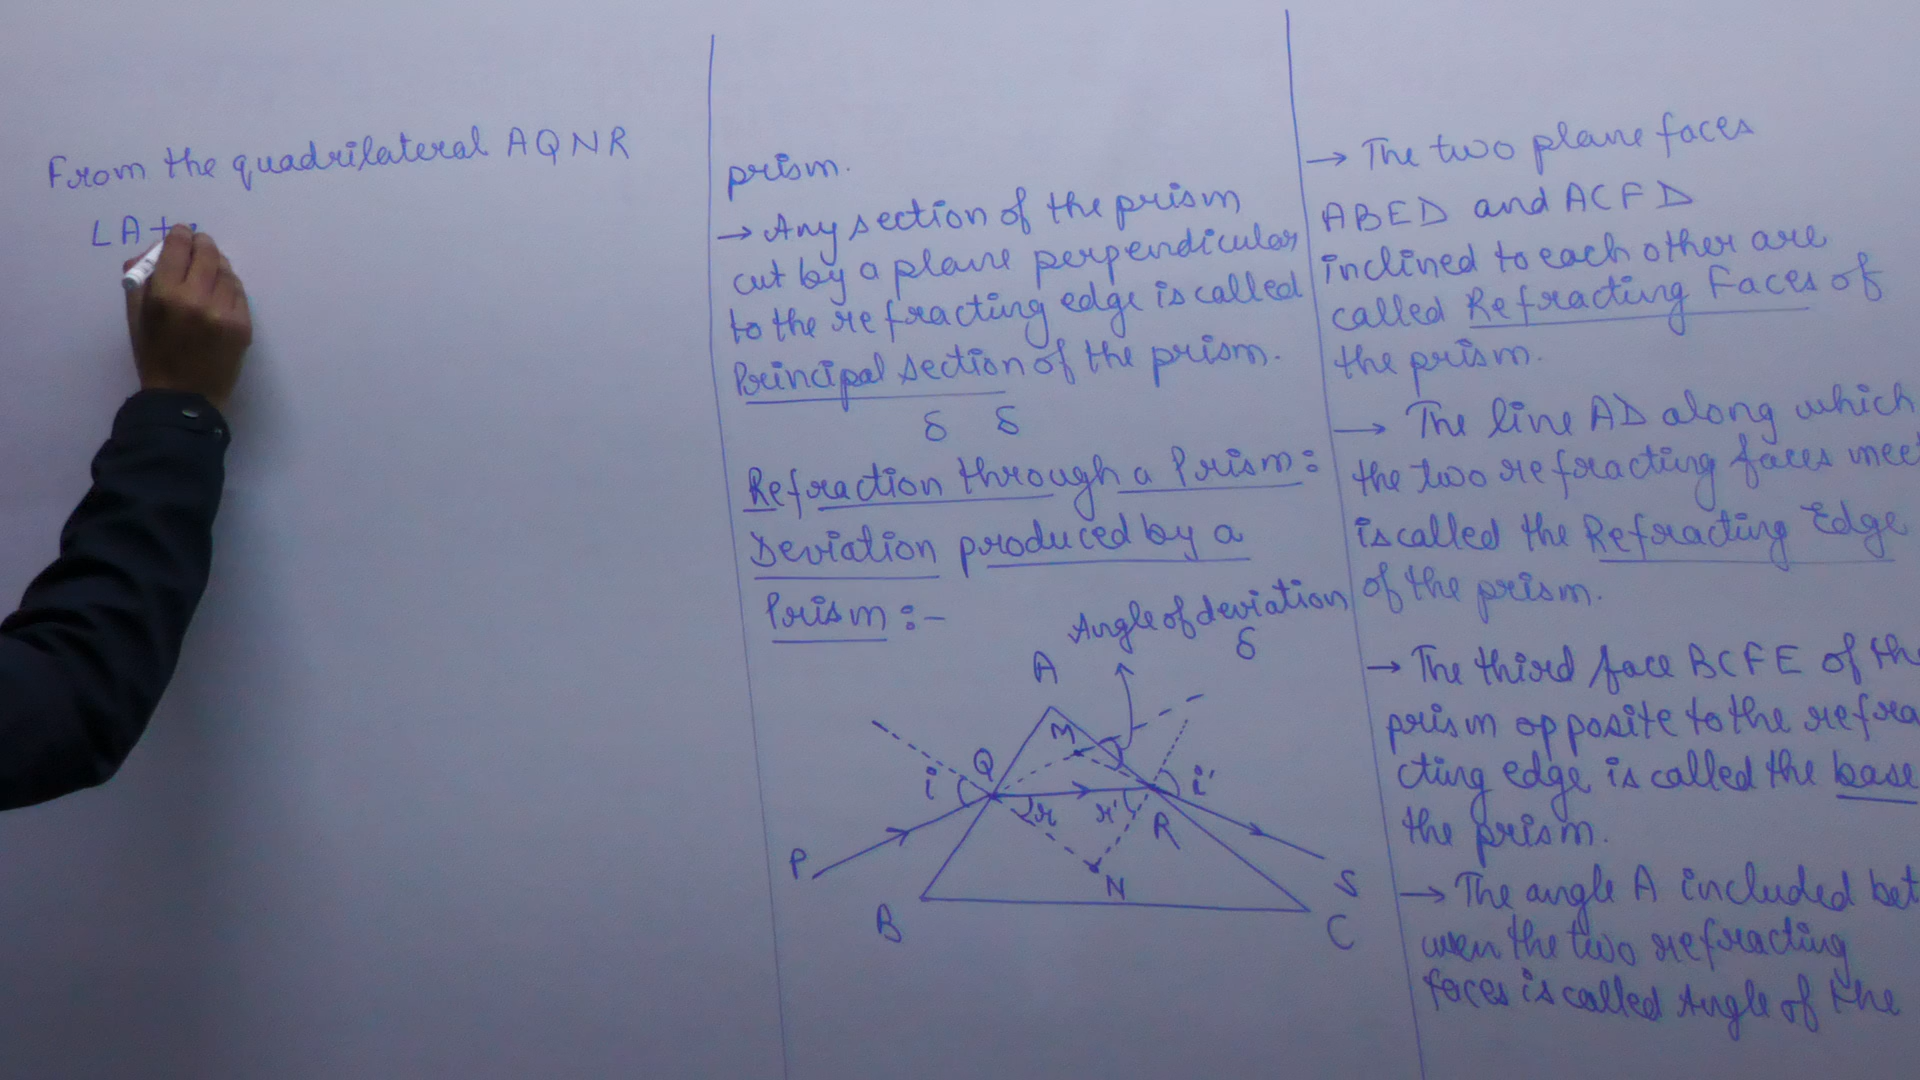 From the quadrilateral AQNR
∠A +
prism.
→ Any section of the prism
cut by a plane perpendicular
to the refracting edge is called
Principal section of the prism.
δ δ
Refraction through a Prism:
Deviation produced by a
Prism:-
Angle of deviation
δ
A
M
Q
i
i'
r
r'
R
P
N
S
B
C
→ The two plane faces
ABED and ACFD
inclined to each other are
called Refracting Faces of
the prism.
→ The line AD along which
the two refracting faces meet
is called the Refracting Edge
of the prism.
→ The third face BCFE of the
prism opposite to the refra
cting edge is called the base
the prism.
→ The angle A included bet
ween the two refracting
faces is called Angle of the